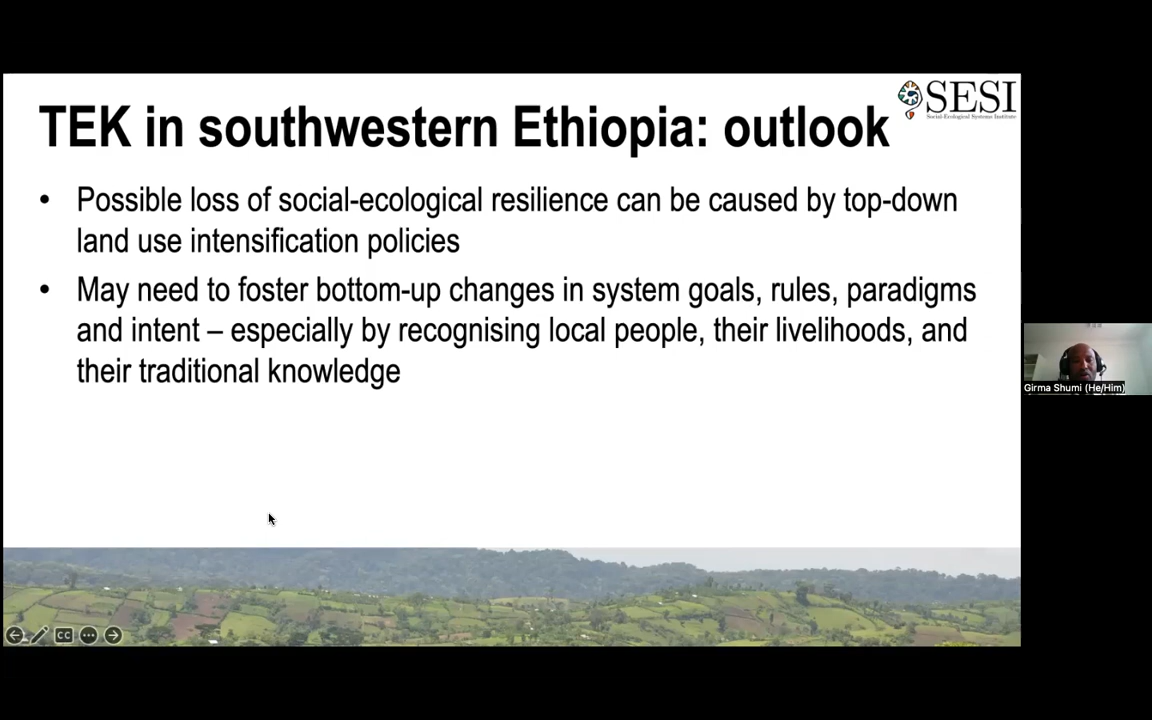 TEK in southwestern Ethiopia: outlook
SESI
Social-Ecological Systems Institute
• Possible loss of social-ecological resilience can be caused by top-down
land use intensification policies
• May need to foster bottom-up changes in system goals, rules, paradigms
and intent – especially by recognising local people, their livelihoods, and
their traditional knowledge
Girma Shumi (He/Him)
CC